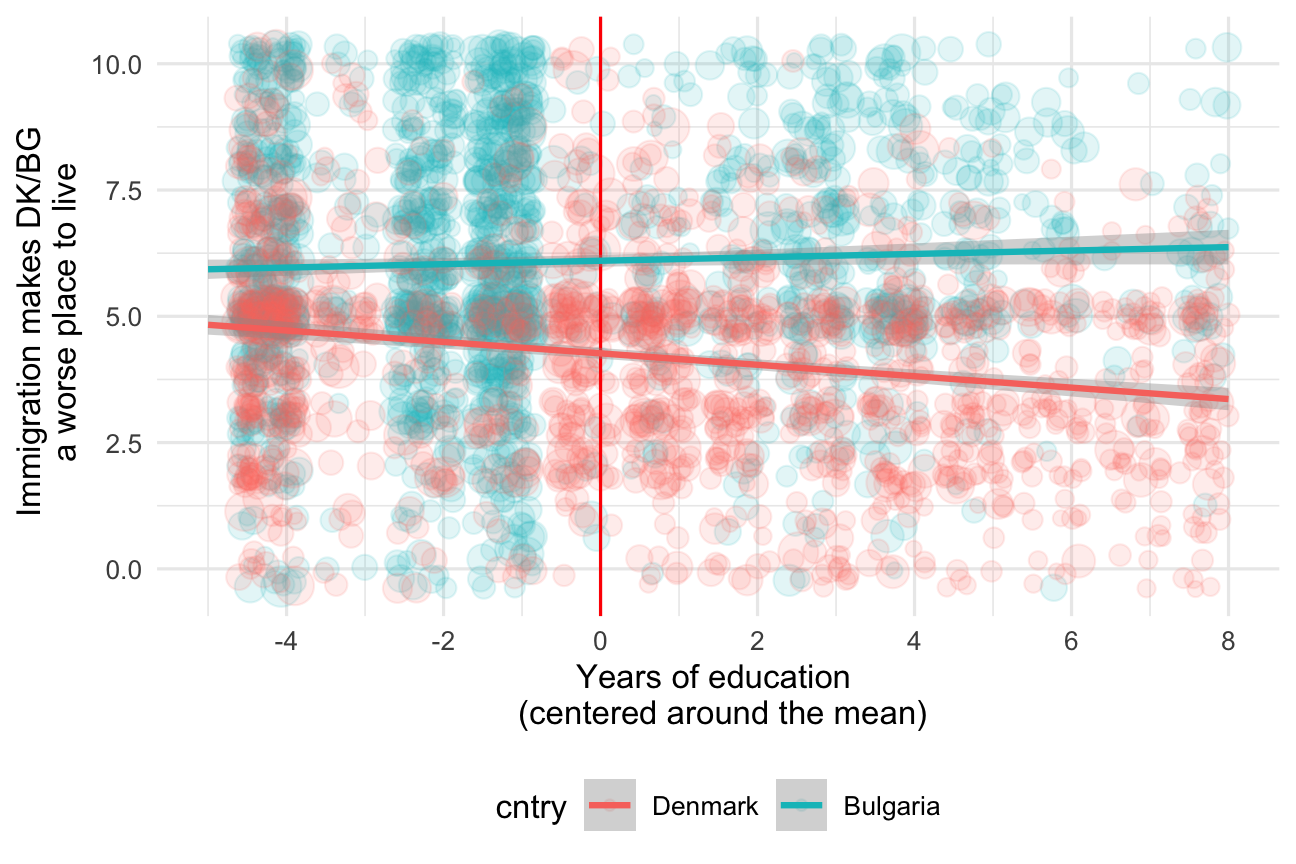 Immigration makes DK/BG
a worse place to live
10.0
7.5
5.0
2.5
0.0
-4 -2 0 2 4 6 8
Years of education
(centered around the mean)
cntry Denmark Bulgaria